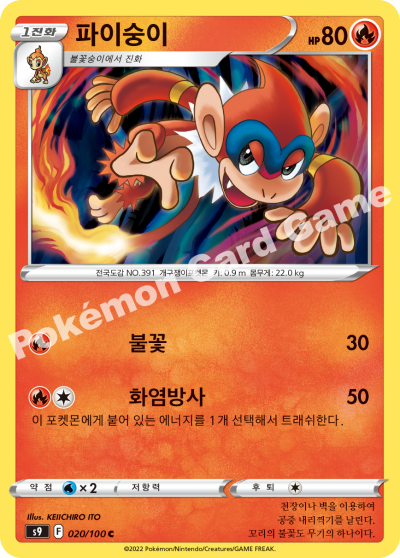 1진화 파이숭이 HP 80
불꽃숭이에서 진화
전국도감 NO.391 개구쟁이포켓몬 키: 0.9 m 몸무게: 22.0 kg
불꽃 30
화염방사 50
이 포켓몬에게 붙어 있는 에너지를 1개 선택해서 트래쉬한다.
약점 ×2 저항력 후퇴
Illus. KEIICHIRO ITO
s9 F 020/100 C
천장이나 벽을 이용하여
공중 내리찍기를 날린다.
꼬리의 불꽃도 무기의 하나이다.
©2022 Pokémon/Nintendo/Creatures/GAME FREAK.
Pokémon Card Game